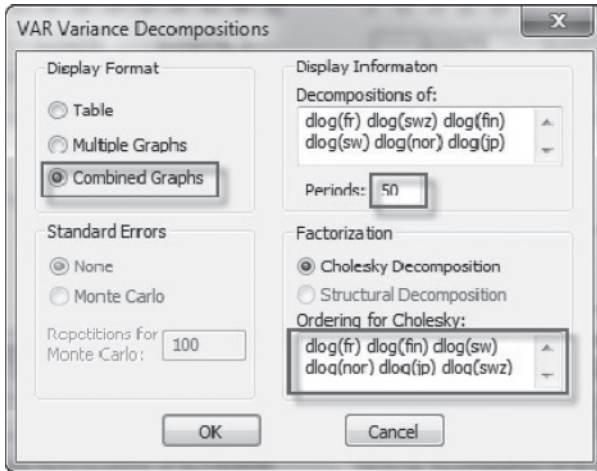 VAR Variance Decompositions
X
Display Format
Table
Multiple Graphs
Combined Graphs
Display Informaton
Decompositions of:
dlog(fr) dlog(swz) dlog(fin)
dlog(sw) dlog(nor) dlog(jp)
Periods: 50
Standard Errors
None
Monte Carlo
Repetitions for
Monte Carlo: 100
Factorization
Cholesky Decomposition
Structural Decomposition
Ordering for Cholesky:
dlog(fr) dlog(fin) dlog(sw)
dlog(nor) dlog(jp) dlog(swz)
OK
Cancel